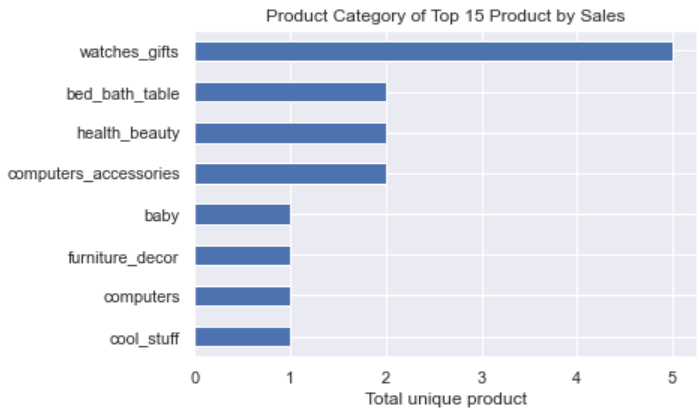 Product Category of Top 15 Product by Sales
watches_gifts
bed_bath_table
health_beauty
computers_accessories
baby
furniture_decor
computers
cool_stuff
0 1 2 3 4 5
Total unique product